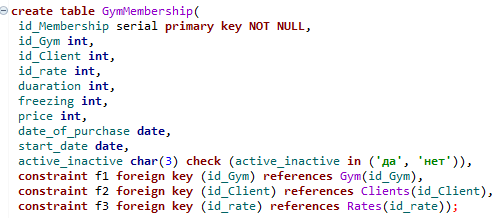 create table GymMembership(
id_Membership serial primary key NOT NULL,
id_Gym int,
id_Client int,
id_rate int,
duaration int,
freezing int,
price int,
date_of_purchase date,
start_date date,
active_inactive char(3) check (active_inactive in ('да', 'нет')),
constraint f1 foreign key (id_Gym) references Gym(id_Gym),
constraint f2 foreign key (id_Client) references Clients(id_Client),
constraint f3 foreign key (id_rate) references Rates(id_rate));